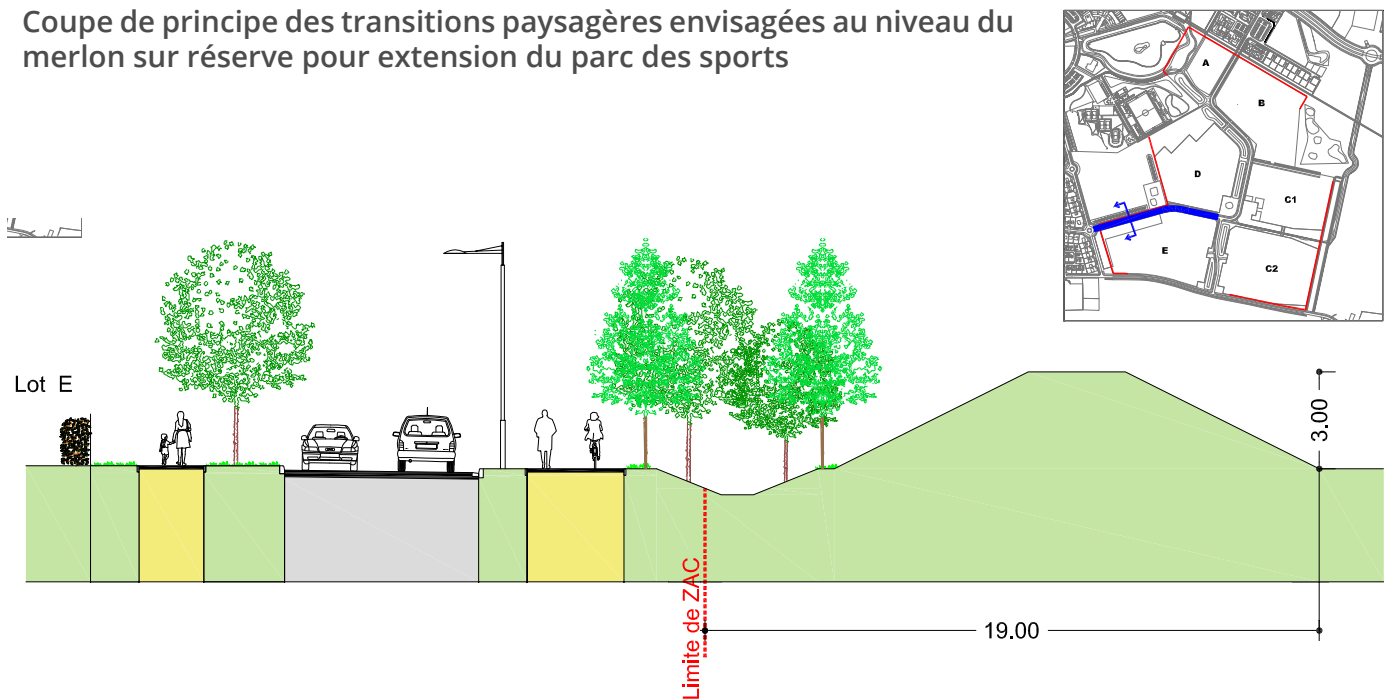 Coupe de principe des transitions paysagères envisagées au niveau du
merlon sur réserve pour extension du parc des sports
A
B
D
C1
E
C2
Lot E
3.00
Limite de ZAC
19.00